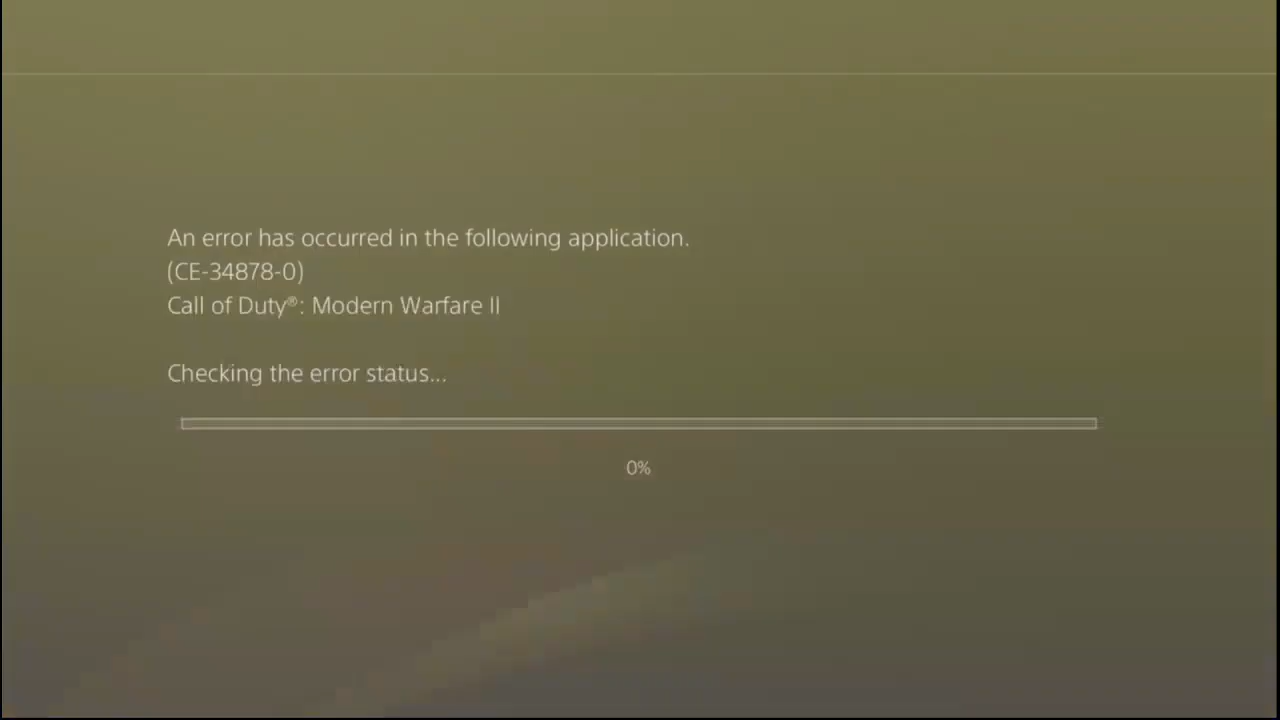 An error has occurred in the following application.
(CE-34878-0)
Call of Duty®: Modern Warfare II
Checking the error status...
0%